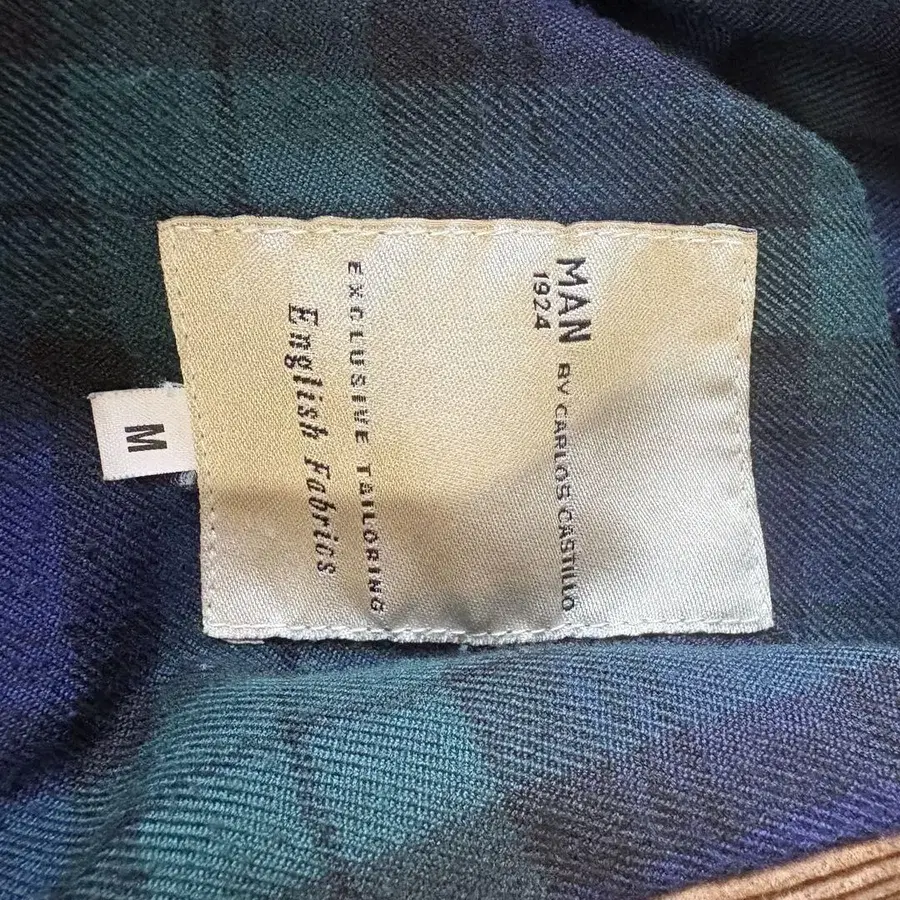 MAN BY CARLOS CASTILLO
1924
EXCLUSIVE TAILORING
English Fabrics
M